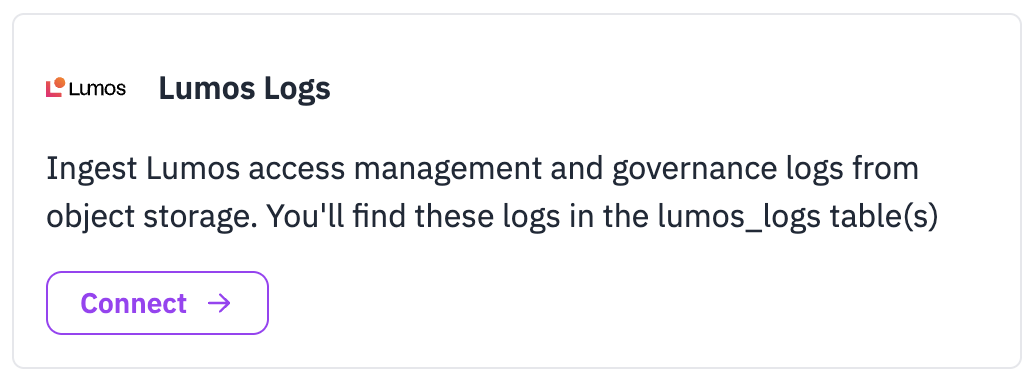 Lumos Lumos Logs
Ingest Lumos access management and governance logs from
object storage. You'll find these logs in the lumos_logs table(s)
Connect →